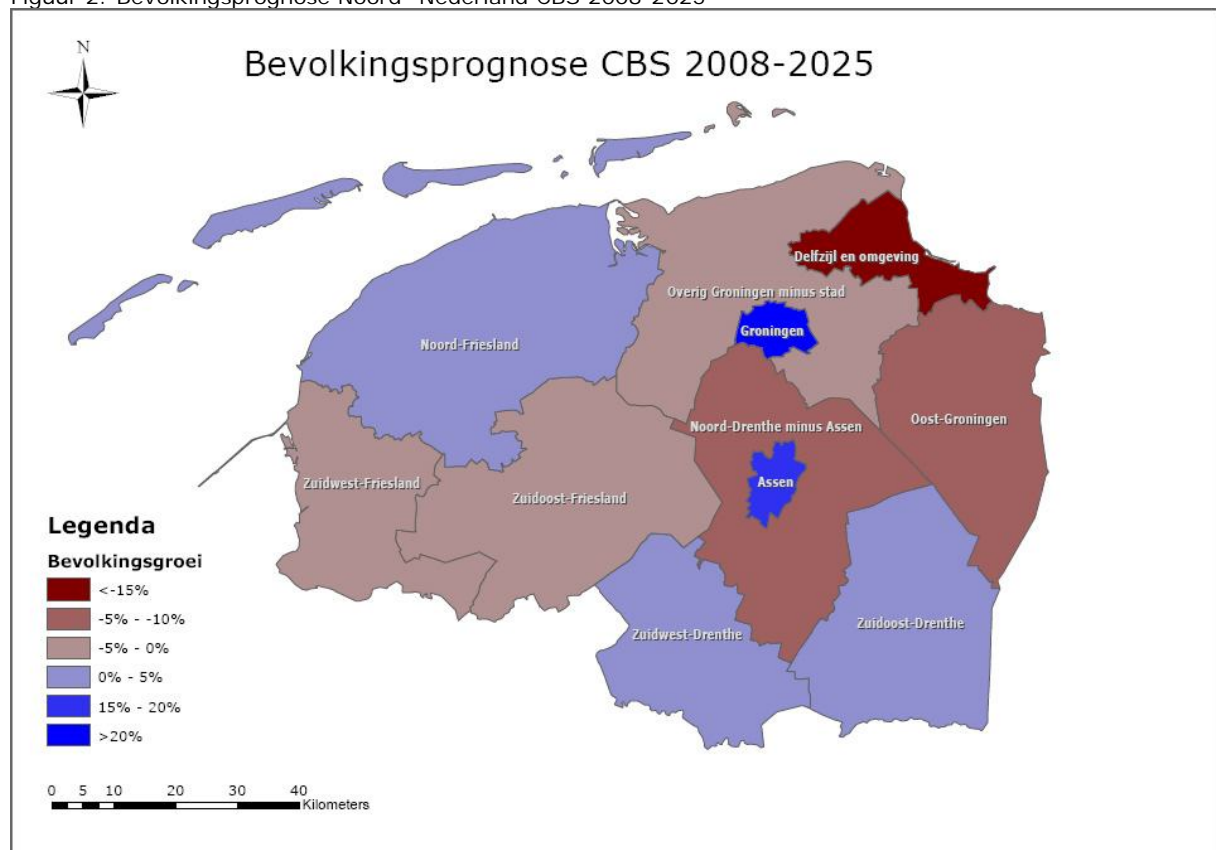 Figuur 2: Bevolkingsprognose Noord- Nederland CBS 2008-2025
N
Bevolkingsprognose CBS 2008-2025
Delfzijl en omgeving
Overig Groningen minus stad
Groningen
Noord-Friesland
Oost-Groningen
Noord-Drenthe minus Assen
Assen
Zuidwest-Friesland
Zuidoost-Friesland
Zuidwest-Drenthe
Zuidoost-Drenthe
Legenda
Bevolkingsgroei
<-15%
-5% - -10%
-5% - 0%
0% - 5%
15% - 20%
>20%
0 5 10 20 30 40
Kilometers